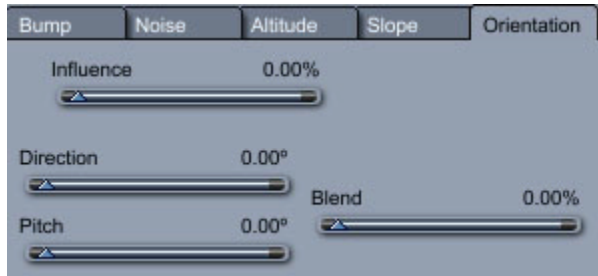 Bump Noise Altitude Slope Orientation
Influence 0.00%
Direction 0.00º
Blend 0.00%
Pitch 0.00º